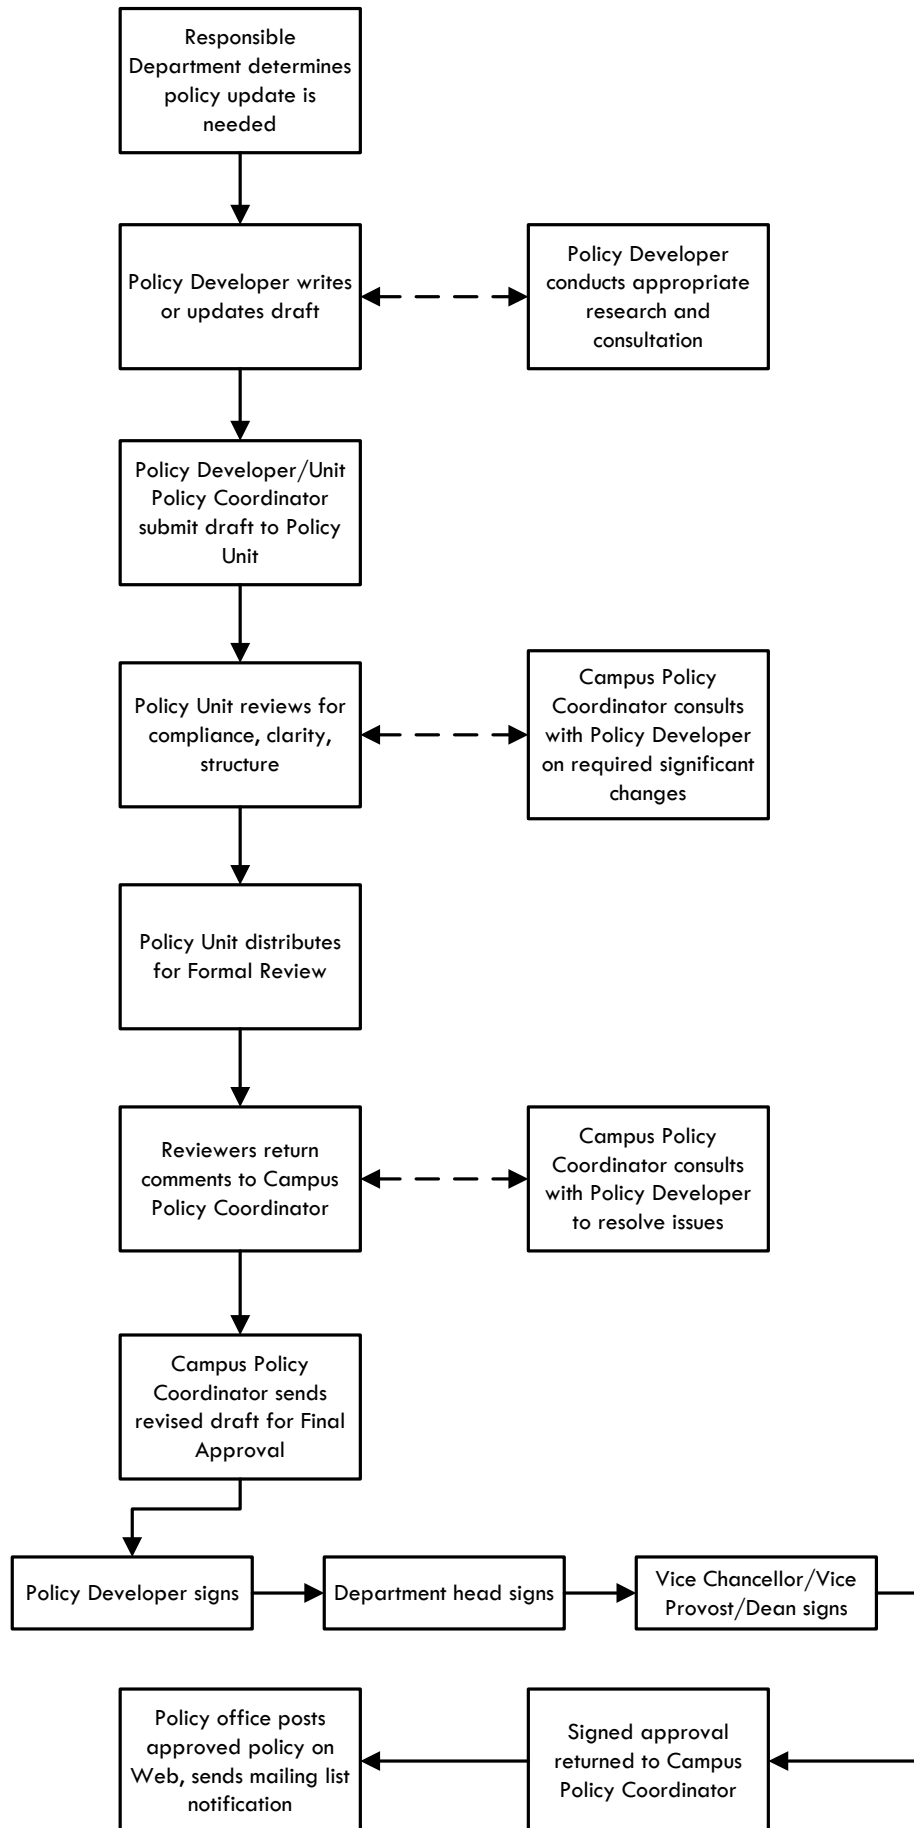 Responsible
Department determines
policy update is
needed
Policy Developer writes
or updates draft
Policy Developer
conducts appropriate
research and
consultation
Policy Developer/Unit
Policy Coordinator
submit draft to Policy
Unit
Policy Unit reviews for
compliance, clarity,
structure
Campus Policy
Coordinator consults
with Policy Developer
on required significant
changes
Policy Unit distributes
for Formal Review
Reviewers return
comments to Campus
Policy Coordinator
Campus Policy
Coordinator consults
with Policy Developer
to resolve issues
Campus Policy
Coordinator sends
revised draft for Final
Approval
Policy Developer signs
Department head signs
Vice Chancellor/Vice
Provost/Dean signs
Policy office posts
approved policy on
Web, sends mailing list
notification
Signed approval
returned to Campus
Policy Coordinator